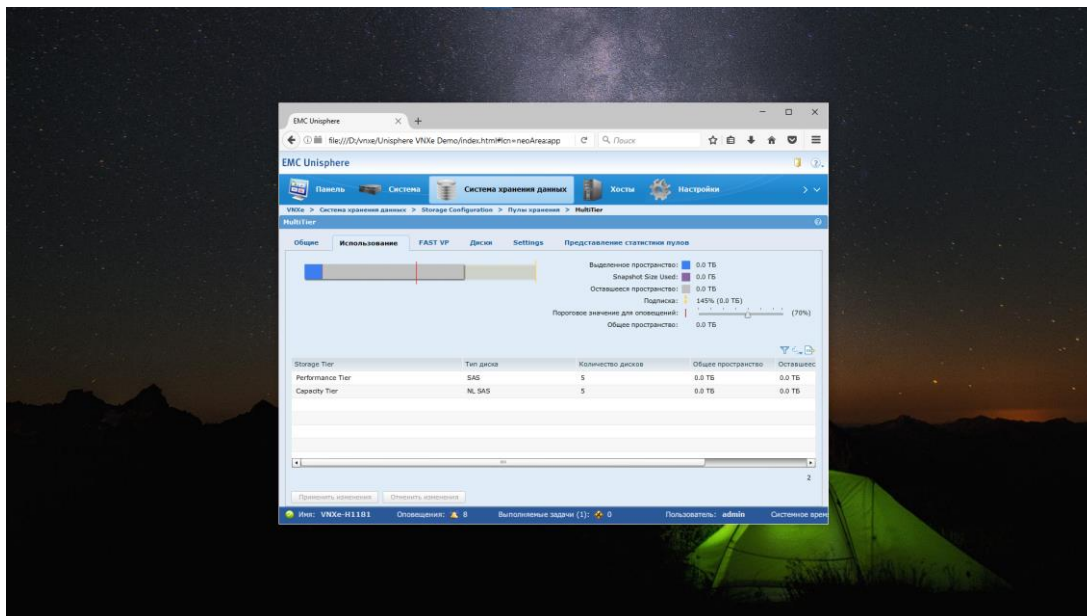 EMC Unisphere
file:///D:/vnxe/Unisphere VNXe Demo/index.html#lcn=neoArea:app
Поиск
EMC Unisphere
Панель Система Система хранения данных Хосты Настройки
VNXe > Система хранения данных > Storage Configuration > Пулы хранения > MultiTier
MultiTier
Общие Использование FAST VP Диски Settings Представление статистики пулов
Выделенное пространство: 0.0 ТБ
Snapshot Size Used: 0.0 ГБ
Оставшееся пространство: 0.0 ТБ
Подписка: 145% (0.0 ТБ)
Пороговое значение для оповещений: (70%)
Общее пространство: 0.0 ТБ
Storage Tier Тип диска Количество дисков Общее пространство Оставшеес
Performance Tier SAS 5 0.0 ТБ 0.0 ТБ
Capacity Tier NL SAS 5 0.0 ТБ 0.0 ТБ
2
Применить изменения Отменить изменения
Имя: VNXe-H1181 Оповещения: 8 Выполняемые задачи (1): 0 Пользователь: admin Системное врем